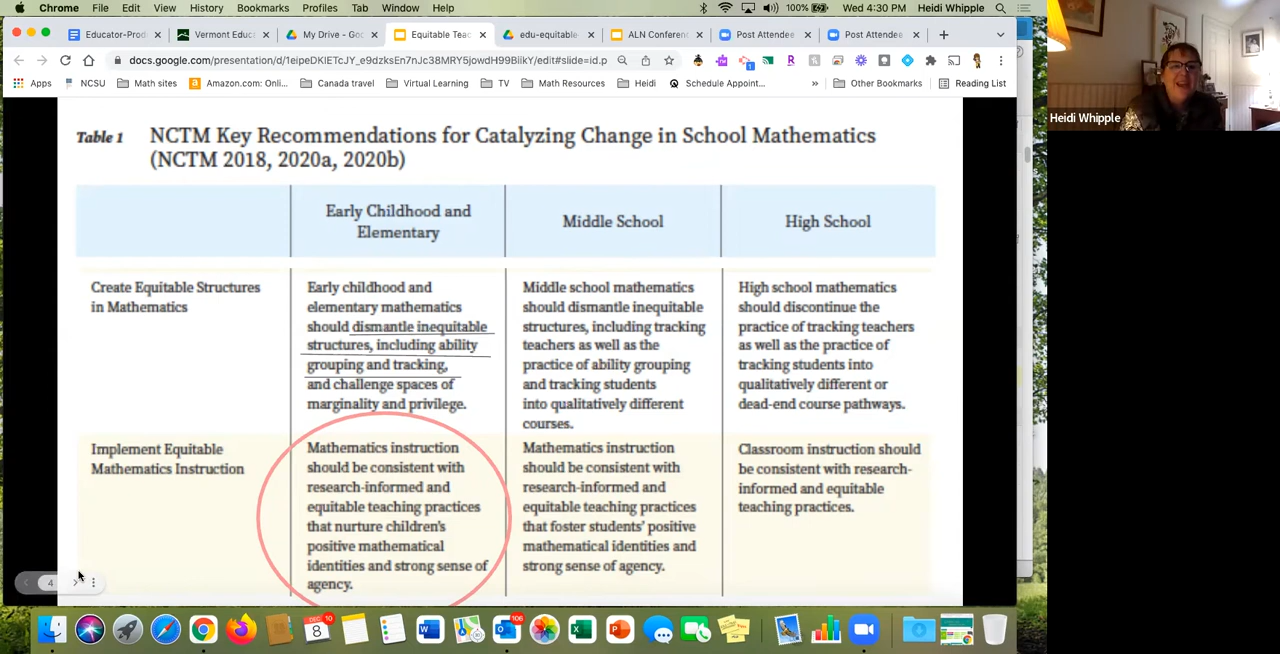 Chrome File Edit View History Bookmarks Profiles Tab Window Help 100% Wed 4:30 PM Heidi Whipple
Educator-Prod Vermont Educ My Drive - Goo Equitable Teac edu-equitable ALN Conferenc Post Attendee Post Attendee
docs.google.com/presentation/d/1eipeDKIETcJY_e9dzksEn7nJc38MRY5jowdH99BlikY/edit#slide=id.p
Apps NCSU Math sites Amazon.com: Onli... Canada travel Virtual Learning TV Math Resources Heidi Schedule Appoint... » Other Bookmarks Reading List
Heidi Whipple
Table 1 NCTM Key Recommendations for Catalyzing Change in School Mathematics
(NCTM 2018, 2020a, 2020b)
Early Childhood and
Elementary
Middle School
High School
Create Equitable Structures
in Mathematics
Early childhood and
elementary mathematics
should dismantle inequitable
structures, including ability
grouping and tracking,
and challenge spaces of
marginality and privilege.
Middle school mathematics
should dismantle inequitable
structures, including tracking
teachers as well as the
practice of ability grouping
and tracking students
into qualitatively different
courses.
High school mathematics
should discontinue the
practice of tracking teachers
as well as the practice of
tracking students into
qualitatively different or
dead-end course pathways.
Implement Equitable
Mathematics Instruction
Mathematics instruction
should be consistent with
research-informed and
equitable teaching practices
that nurture children's
positive mathematical
identities and strong sense of
agency.
Mathematics instruction
should be consistent with
research-informed and
equitable teaching practices
that foster students' positive
mathematical identities and
strong sense of agency.
Classroom instruction should
be consistent with research-
informed and equitable
teaching practices.
4
DEC 10
8
106